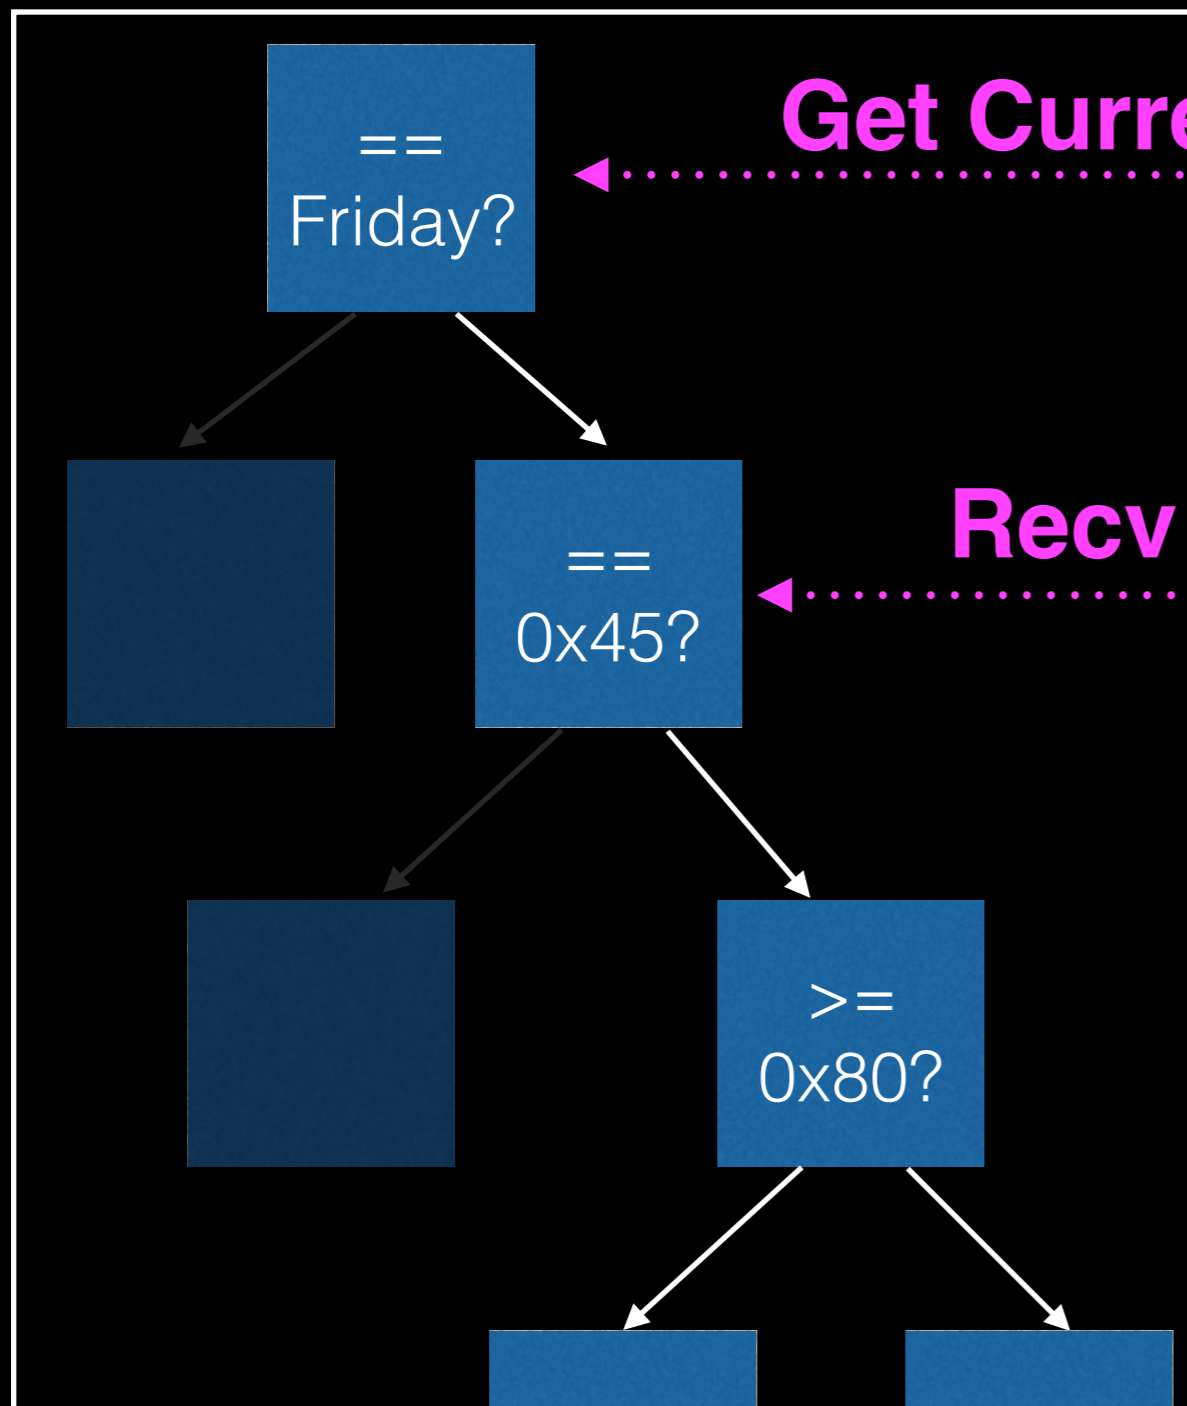 Get Curre
==
Friday?
Recv
==
0x45?
>=
0x80?